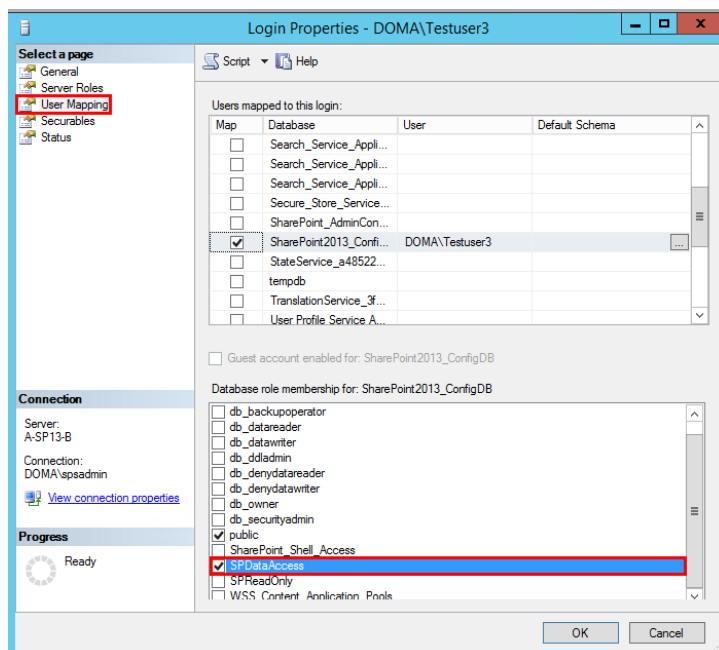 Login Properties - DOMA\Testuser3
Select a page
General
Server Roles
User Mapping
Securables
Status
Script Help
Users mapped to this login:
Map Database User Default Schema
Search_Service_Appli...
Search_Service_Appli...
Search_Service_Appli...
Secure_Store_Service...
SharePoint_AdminCon...
SharePoint2013_Confi... DOMA\Testuser3 ...
StateService_a48522...
tempdb
TranslationService_3f...
User Profile Service A...
Guest account enabled for: SharePoint2013_ConfigDB
Database role membership for: SharePoint2013_ConfigDB
db_backupoperator
db_datareader
db_datawriter
db_ddladmin
db_denydatareader
db_denydatawriter
db_owner
db_securityadmin
public
SharePoint_Shell_Access
SPDataAccess
SPReadOnly
WSS_Content_Application_Pools
Connection
Server:
A-SP13-B
Connection:
DOMA\spsadmin
View connection properties
Progress
Ready
OK Cancel